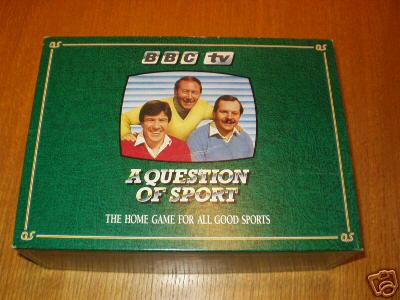 BBC tv
A QUESTION
OF SPORT
THE HOME GAME FOR ALL GOOD SPORTS